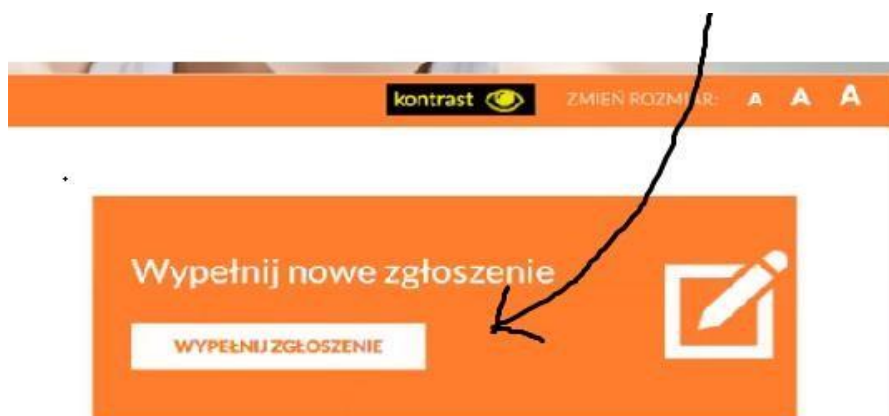 kontrast ZMIEŃ ROZMIAR: A A A
Wypełnij nowe zgłoszenie
WYPEŁNIJ ZGŁOSZENIE